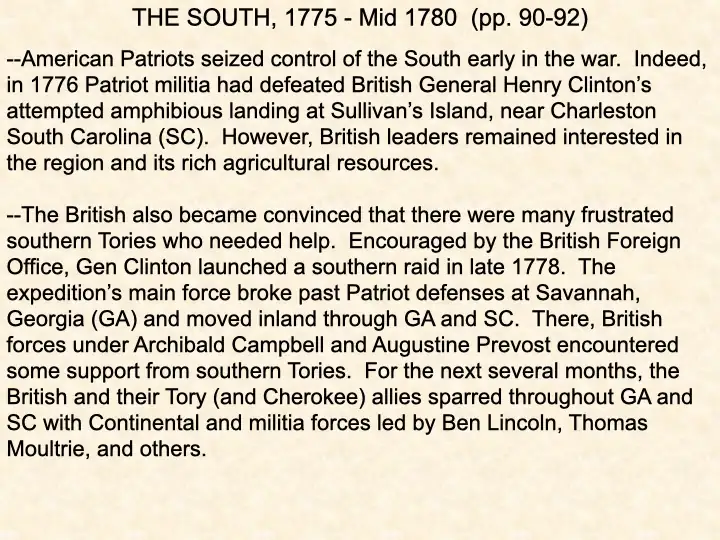 THE SOUTH, 1775 - Mid 1780  (pp. 90-92)
--American Patriots seized control of the South early in the war.  Indeed,
in 1776 Patriot militia had defeated British General Henry Clinton’s
attempted amphibious landing at Sullivan’s Island, near Charleston
South Carolina (SC).  However, British leaders remained interested in
the region and its rich agricultural resources.
--The British also became convinced that there were many frustrated
southern Tories who needed help.  Encouraged by the British Foreign
Office, Gen Clinton launched a southern raid in late 1778.  The
expedition’s main force broke past Patriot defenses at Savannah,
Georgia (GA) and moved inland through GA and SC.  There, British
forces under Archibald Campbell and Augustine Prevost encountered
some support from southern Tories.  For the next several months, the
British and their Tory (and Cherokee) allies sparred throughout GA and
SC with Continental and militia forces led by Ben Lincoln, Thomas
Moultrie, and others.